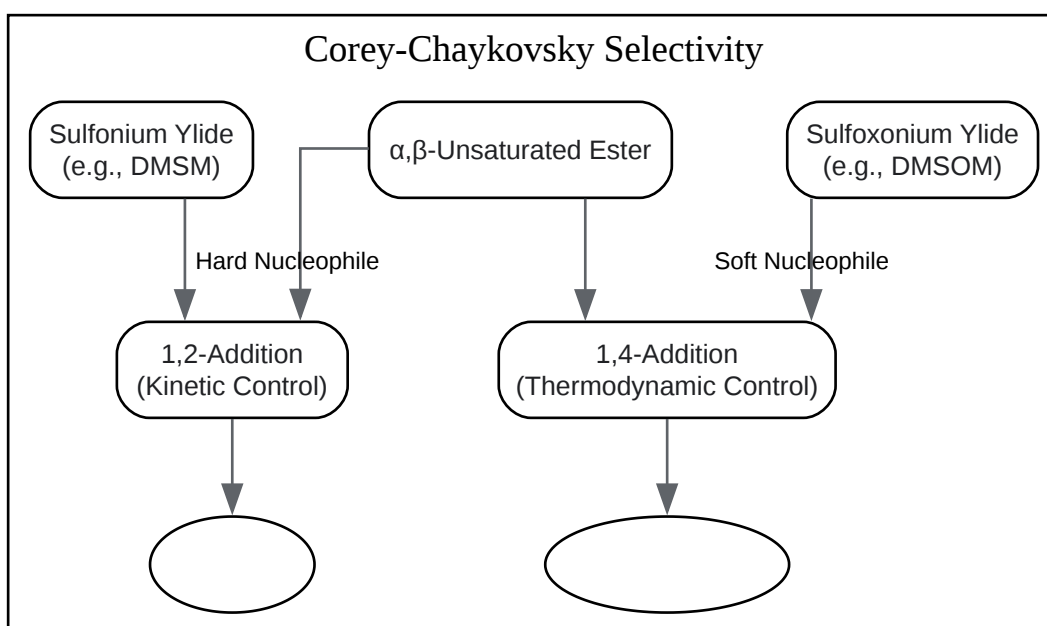 Corey-Chaykovsky Selectivity
Sulfonium Ylide
(e.g., DMSM)
α,β-Unsaturated Ester
Sulfoxonium Ylide
(e.g., DMSOM)
Hard Nucleophile
Soft Nucleophile
1,2-Addition
(Kinetic Control)
1,4-Addition
(Thermodynamic Control)